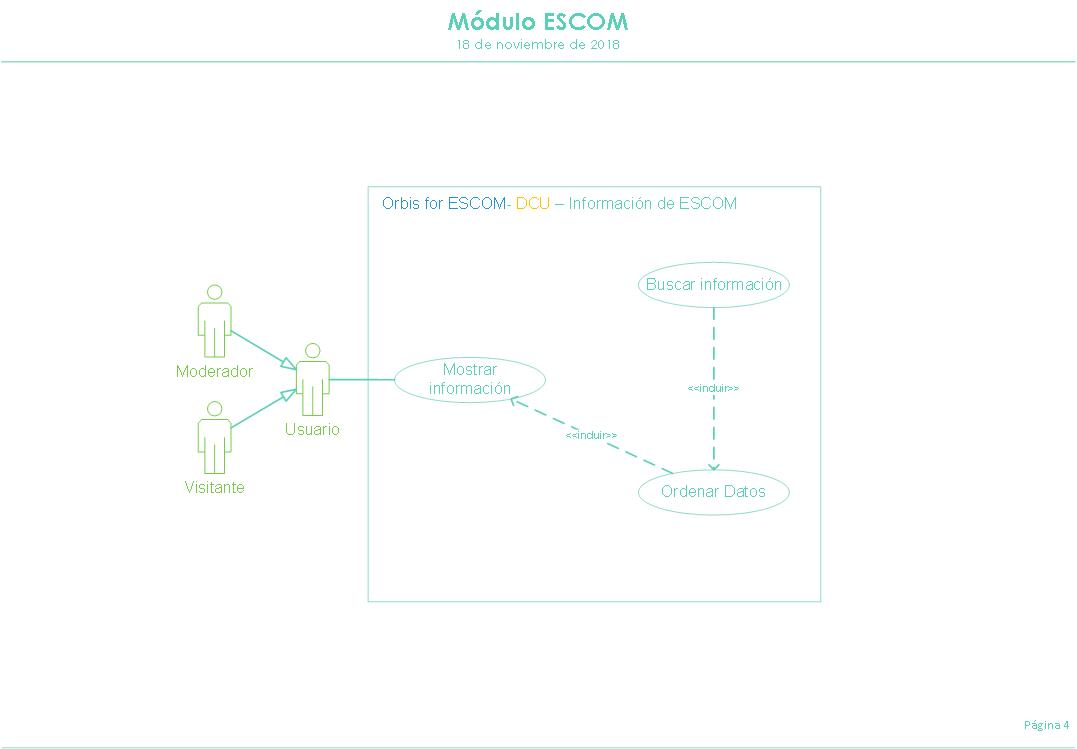 Módulo ESCOM
18 de noviembre de 2018
Orbis for ESCOM- DCU – Información de ESCOM
Buscar información
Moderador
Mostrar
información
<<incluir>>
Usuario
<<incluir>>
Visitante
Ordenar Datos
Página 4